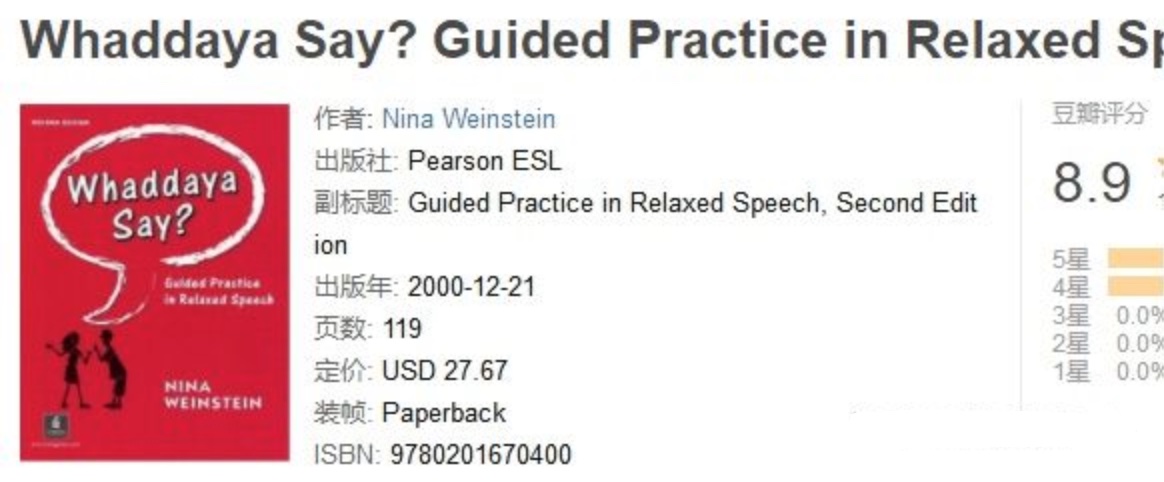 Whaddaya Say? Guided Practice in Relaxed Sp
Whaddaya
Say?
Guided Practice
in Relaxed Speech
NINA
WEINSTEIN
作者: Nina Weinstein
出版社: Pearson ESL
副标题: Guided Practice in Relaxed Speech, Second Edit
ion
出版年: 2000-12-21
页数: 119
定价: USD 27.67
装帧: Paperback
ISBN: 9780201670400
豆瓣评分
8.9
5星
4星
3星 0.0%
2星 0.0%
1星 0.0%